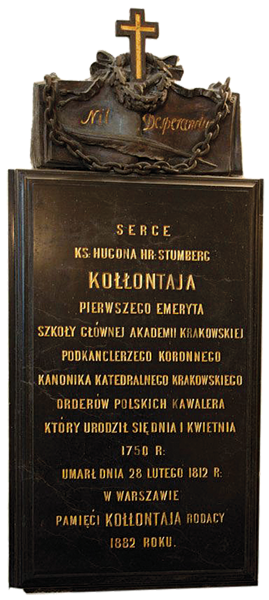 Nil Desperandum
SERCE
KS: HUGONA HR: STUMBERG
KOŁŁONTAJA
PIERWSZEGO EMERYTA
SZKOŁY GŁÓWNEJ AKADEMII KRAKOWSKIEJ
PODKANCLERZEGO KORONNEGO
KANONIKA KATEDRALNEGO KRAKOWSKIEGO
ORDERÓW POLSKICH KAWALERA
KTÓRY URODZIŁ SIĘ DNIA 1 KWIETNIA
1750 R:
UMARŁ DNIA 28 LUTEGO 1812 R:
W WARSZAWIE
PAMIĘCI KOŁŁONTAJA RODACY
1882 ROKU.